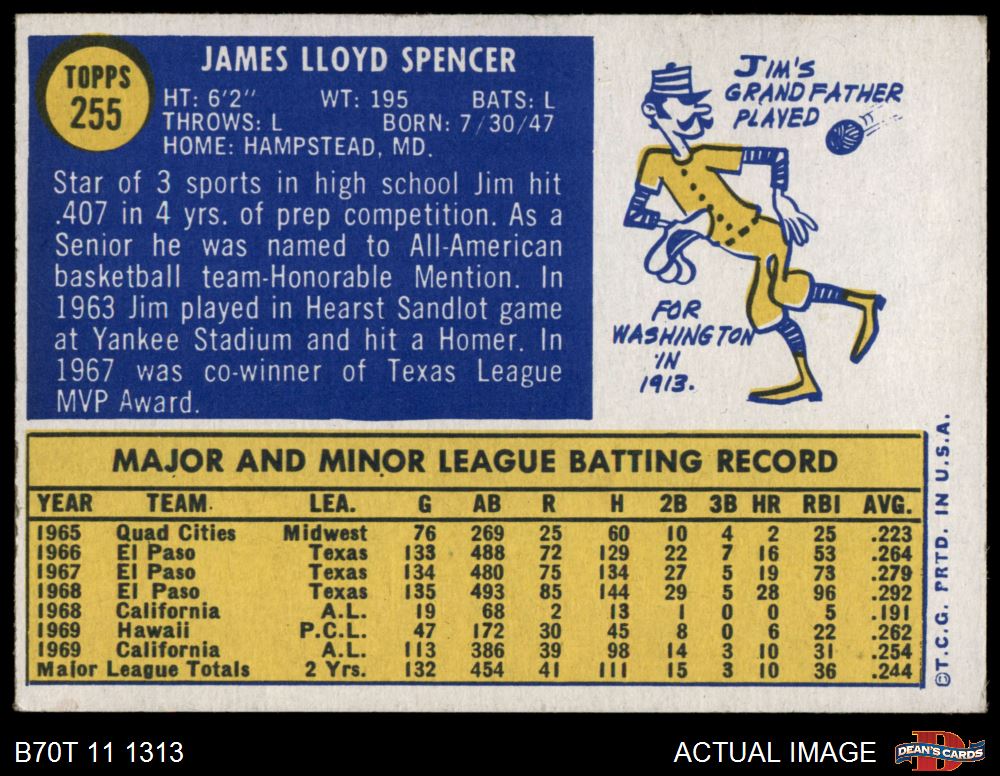 TOPPS
255
JAMES LLOYD SPENCER
HT: 6'2" WT: 195 BATS: L
THROWS: L BORN: 7/30/47
HOME: HAMPSTEAD, MD.
Star of 3 sports in high school Jim hit
.407 in 4 yrs. of prep competition. As a
Senior he was named to All-American
basketball team-Honorable Mention. In
1963 Jim played in Hearst Sandlot game
at Yankee Stadium and hit a Homer. In
1967 was co-winner of Texas League
MVP Award.
JIM'S
GRANDFATHER
PLAYED
FOR
WASHINGTON
IN
1913.
MAJOR AND MINOR LEAGUE BATTING RECORD
YEAR TEAM LEA. G AB R H 2B 3B HR RBI AVG.
1965 Quad Cities Midwest 76 269 25 60 10 4 2 25 .223
1966 El Paso Texas 133 488 72 129 22 7 16 53 .264
1967 El Paso Texas 134 480 75 134 27 5 19 73 .279
1968 El Paso Texas 135 493 85 144 29 5 28 96 .292
1968 California A.L. 19 68 2 13 1 0 0 5 .191
1969 Hawaii P.C.L. 47 172 30 45 8 0 6 22 .262
1969 California A.L. 113 386 39 98 14 3 10 31 .254
Major League Totals 2 Yrs. 132 454 41 111 15 3 10 36 .244
©T.C.G. PRTD. IN U.S.A.
B70T 11 1313
ACTUAL IMAGE
DEAN'S CARDS